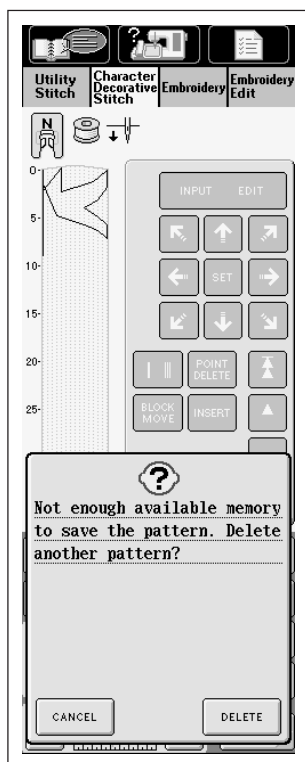 Utility Stitch
Character Decorative Stitch
Embroidery
Embroidery Edit
N
0-
5-
10-
15-
20-
25-
INPUT EDIT
SET
POINT DELETE
BLOCK MOVE
INSERT
Not enough available memory
to save the pattern. Delete
another pattern?
CANCEL
DELETE